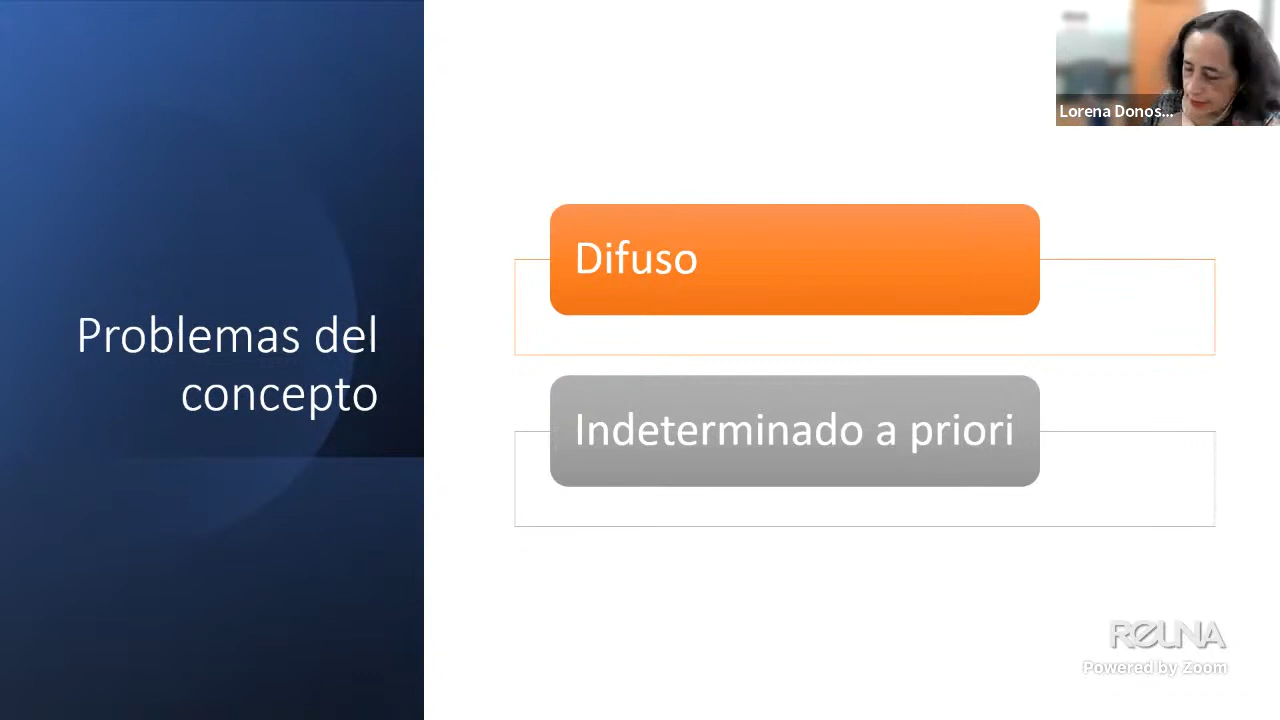 Lorena Donos...
Difuso
Problemas del
concepto
Indeterminado a priori
REUNA
Powered by Zoom